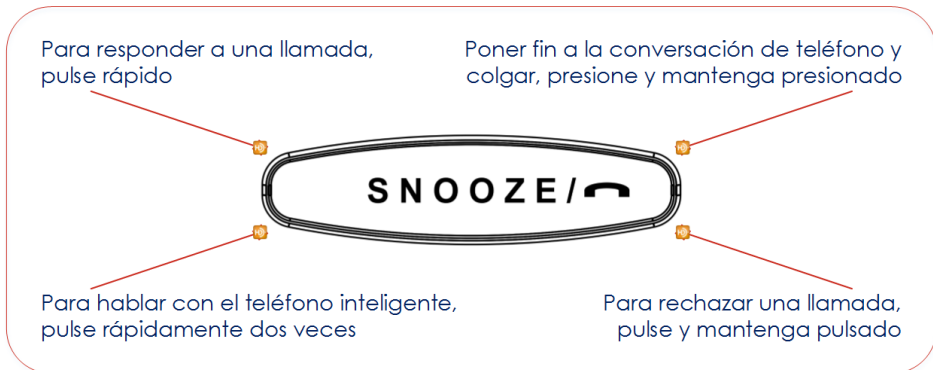 Para responder a una llamada,
pulse rápido
Poner fin a la conversación de teléfono y
colgar, presione y mantenga presionado
SNOOZE/
Para hablar con el teléfono inteligente,
pulse rápidamente dos veces
Para rechazar una llamada,
pulse y mantenga pulsado